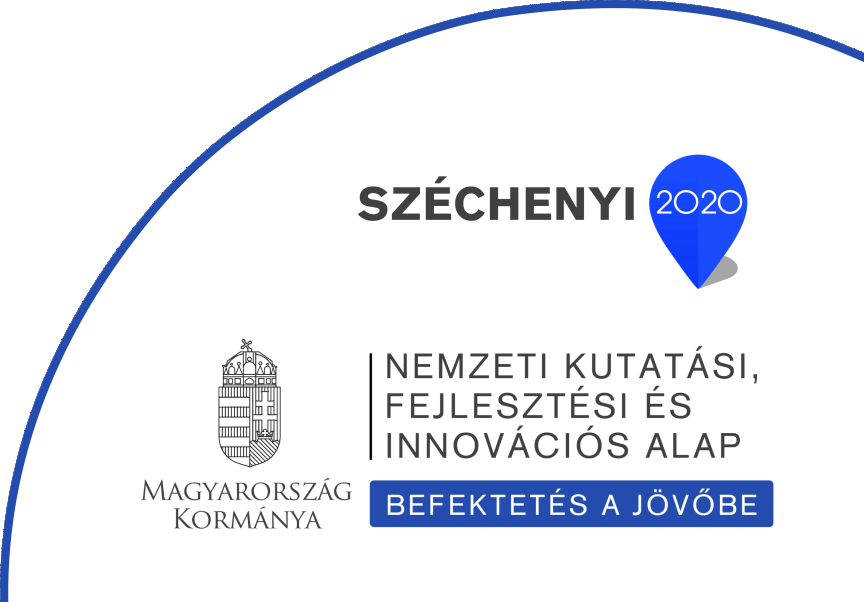 SZÉCHENYI 2020
NEMZETI KUTATÁSI,
FEJLESZTÉSI ÉS
INNOVÁCIÓS ALAP
MAGYARORSZÁG
KORMÁNYA
BEFEKTETÉS A JÖVŐBE